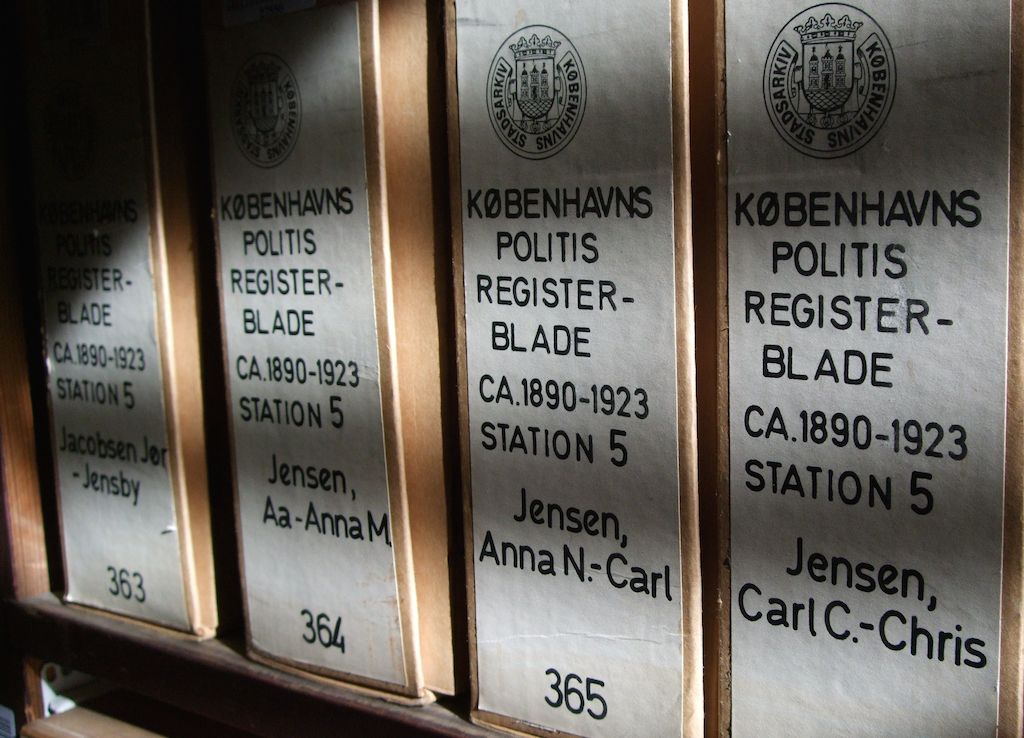 KØBENHAVNS
POLITIS
REGISTER-
BLADE
CA.1890-1923
STATION 5
Jacobsen Jør
-Jensby
363
KØBENHAVNS STADSARKIV
KØBENHAVNS
POLITIS
REGISTER-
BLADE
CA.1890-1923
STATION 5
Jensen,
Aa-Anna M.
364
KØBENHAVNS STADSARKIV
KØBENHAVNS
POLITIS
REGISTER-
BLADE
CA.1890-1923
STATION 5
Jensen,
Anna N.-Carl
365
KØBENHAVNS STADSARKIV
KØBENHAVNS
POLITIS
REGISTER-
BLADE
CA.1890-1923
STATION 5
Jensen,
Carl C.-Chris